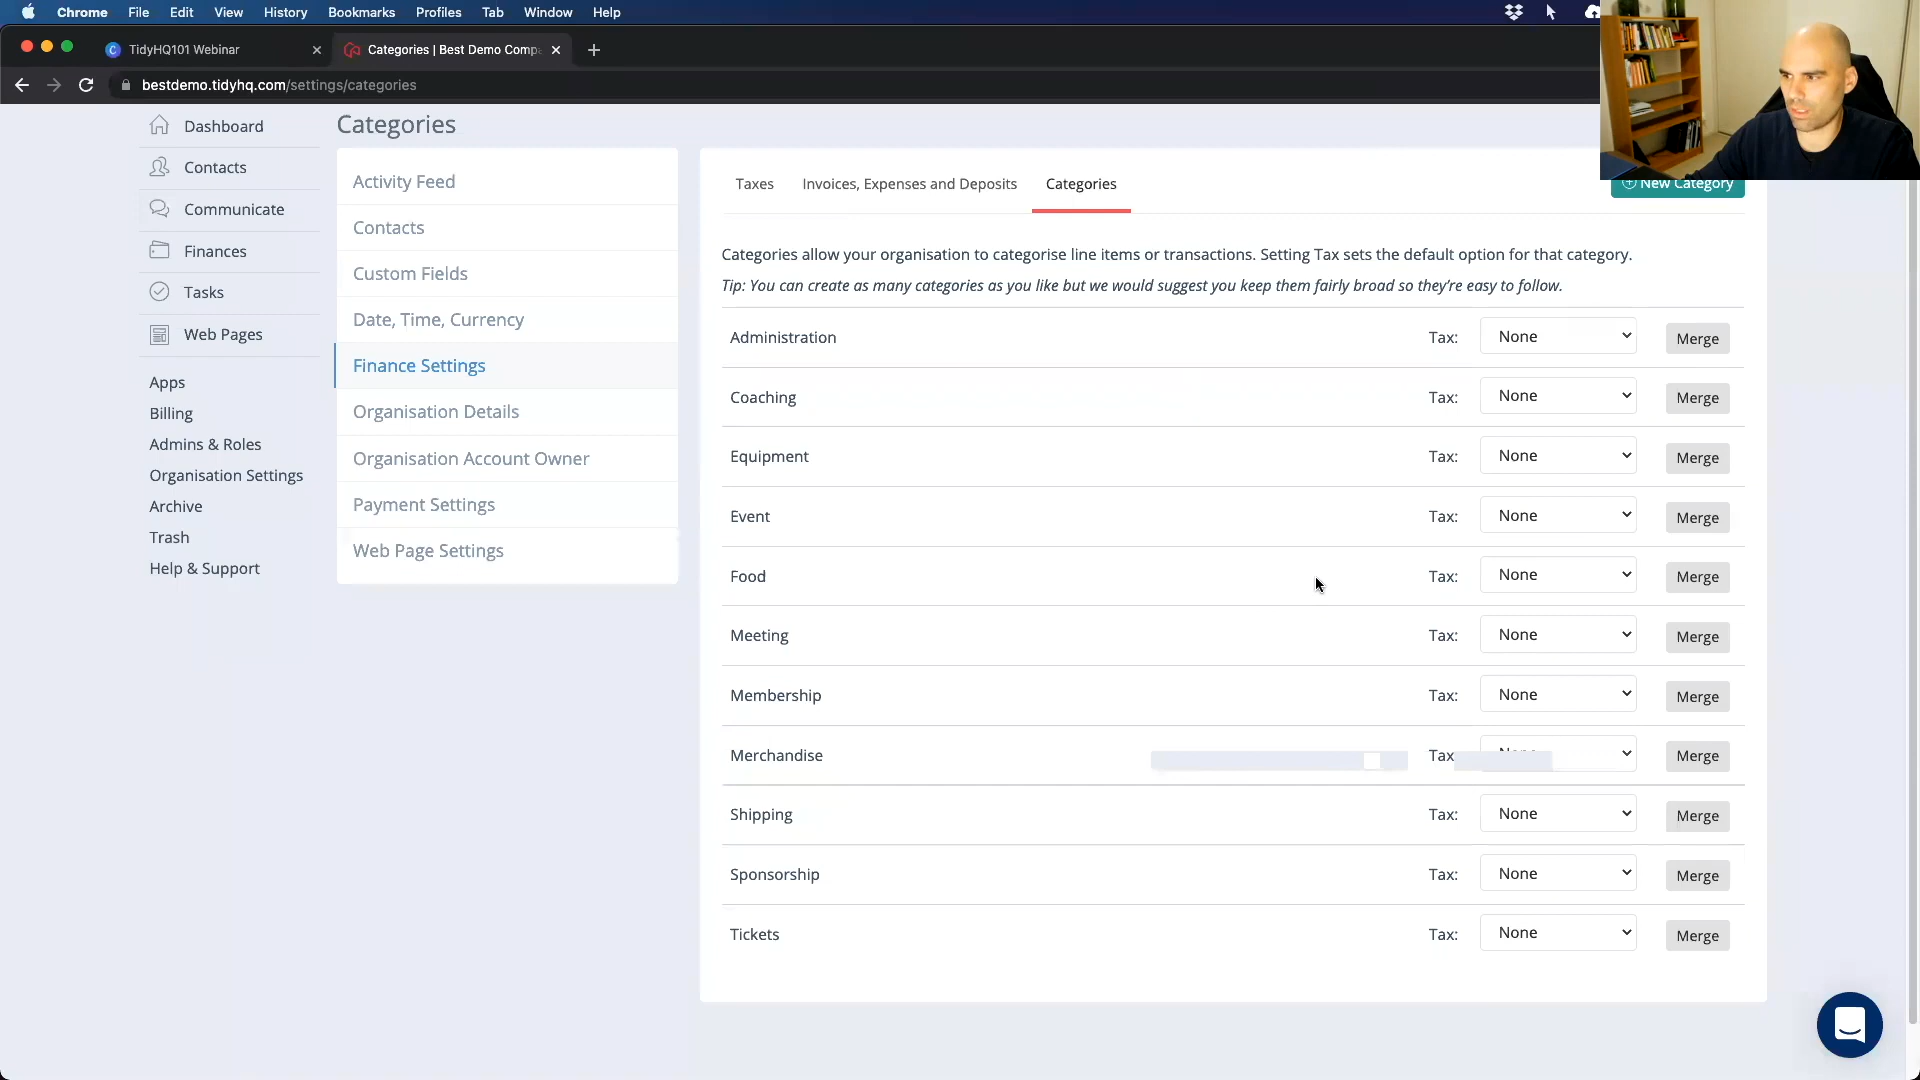 Chrome File Edit View History Bookmarks Profiles Tab Window Help
TidyHQ101 Webinar
Categories | Best Demo Comp
bestdemo.tidyhq.com/settings/categories
Dashboard
Contacts
Communicate
Finances
Tasks
Web Pages
Apps
Billing
Admins & Roles
Organisation Settings
Archive
Trash
Help & Support
Categories
Activity Feed
Contacts
Custom Fields
Date, Time, Currency
Finance Settings
Organisation Details
Organisation Account Owner
Payment Settings
Web Page Settings
Taxes Invoices, Expenses and Deposits Categories New Category
Categories allow your organisation to categorise line items or transactions. Setting Tax sets the default option for that category.
Tip: You can create as many categories as you like but we would suggest you keep them fairly broad so they're easy to follow.
Administration Tax: None Merge
Coaching Tax: None Merge
Equipment Tax: None Merge
Event Tax: None Merge
Food Tax: None Merge
Meeting Tax: None Merge
Membership Tax: None Merge
Merchandise Tax Merge
Shipping Tax: None Merge
Sponsorship Tax: None Merge
Tickets Tax: None Merge